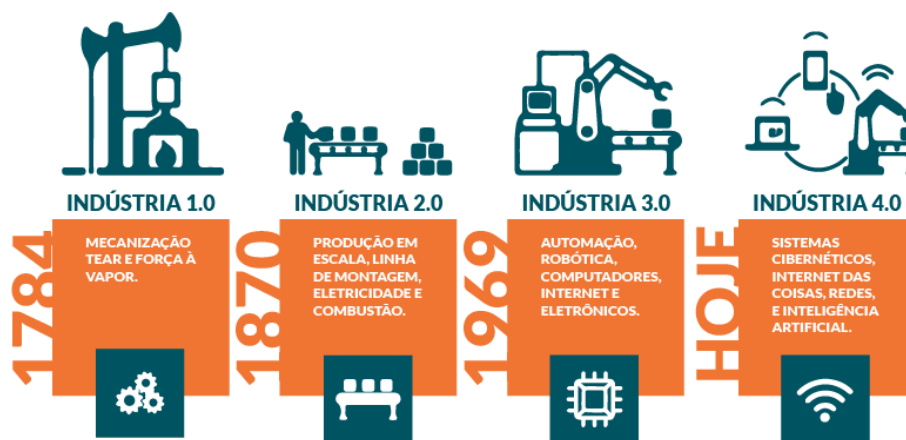 INDÚSTRIA 1.0
1784
MECANIZAÇÃO
TEAR E FORÇA À
VAPOR.
INDÚSTRIA 2.0
1870
PRODUÇÃO EM
ESCALA, LINHA
DE MONTAGEM,
ELETRICIDADE E
COMBUSTÃO.
INDÚSTRIA 3.0
1969
AUTOMAÇÃO,
ROBÓTICA,
COMPUTADORES,
INTERNET E
ELETRÔNICOS.
INDÚSTRIA 4.0
HOJE
SISTEMAS
CIBERNÉTICOS,
INTERNET DAS
COISAS, REDES,
E INTELIGÊNCIA
ARTIFICIAL.